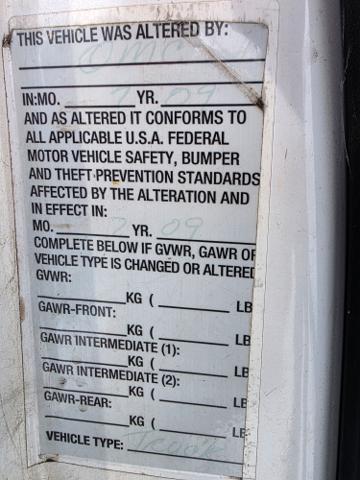 THIS VEHICLE WAS ALTERED BY:
IN:MO. YR. 09
AND AS ALTERED IT CONFORMS TO
ALL APPLICABLE U.S.A. FEDERAL
MOTOR VEHICLE SAFETY, BUMPER
AND THEFT PREVENTION STANDARDS
AFFECTED BY THE ALTERATION AND
IN EFFECT IN:
MO. 2 YR. 09
COMPLETE BELOW IF GVWR, GAWR OR
VEHICLE TYPE IS CHANGED OR ALTERED
GVWR:
KG ( LB
GAWR-FRONT:
KG ( LB
GAWR INTERMEDIATE (1):
KG ( LB
GAWR INTERMEDIATE (2):
KG ( LB
GAWR-REAR:
KG ( LB
VEHICLE TYPE: